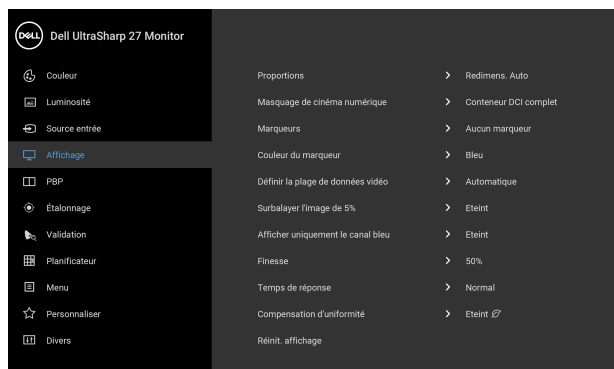 DELL Dell UltraSharp 27 Monitor
Couleur
Luminosité
Source entrée
Affichage
PBP
Étalonnage
Validation
Planificateur
Menu
Personnaliser
Divers
Proportions > Redimens. Auto
Masquage de cinéma numérique > Conteneur DCI complet
Marqueurs > Aucun marqueur
Couleur du marqueur > Bleu
Définir la plage de données vidéo > Automatique
Surbalayer l'image de 5% > Eteint
Afficher uniquement le canal bleu > Eteint
Finesse > 50%
Temps de réponse > Normal
Compensation d'uniformité > Eteint
Réinit. affichage